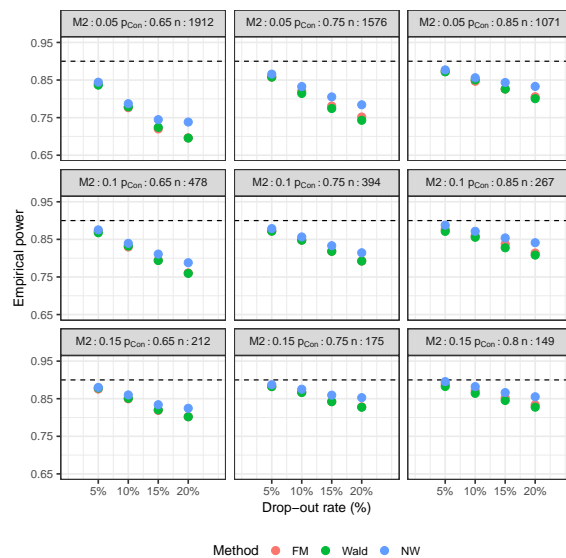 M2 : 0.05 pCon : 0.65 n : 1912
M2 : 0.05 pCon : 0.75 n : 1576
M2 : 0.05 pCon : 0.85 n : 1071
0.95
0.85
0.75
0.65
M2 : 0.1 pCon : 0.65 n : 478
M2 : 0.1 pCon : 0.75 n : 394
M2 : 0.1 pCon : 0.85 n : 267
0.95
0.85
0.75
0.65
Empirical power
M2 : 0.15 pCon : 0.65 n : 212
M2 : 0.15 pCon : 0.75 n : 175
M2 : 0.15 pCon : 0.8 n : 149
0.95
0.85
0.75
0.65
5% 10% 15% 20%
5% 10% 15% 20%
5% 10% 15% 20%
Drop−out rate (%)
Method FM Wald NW